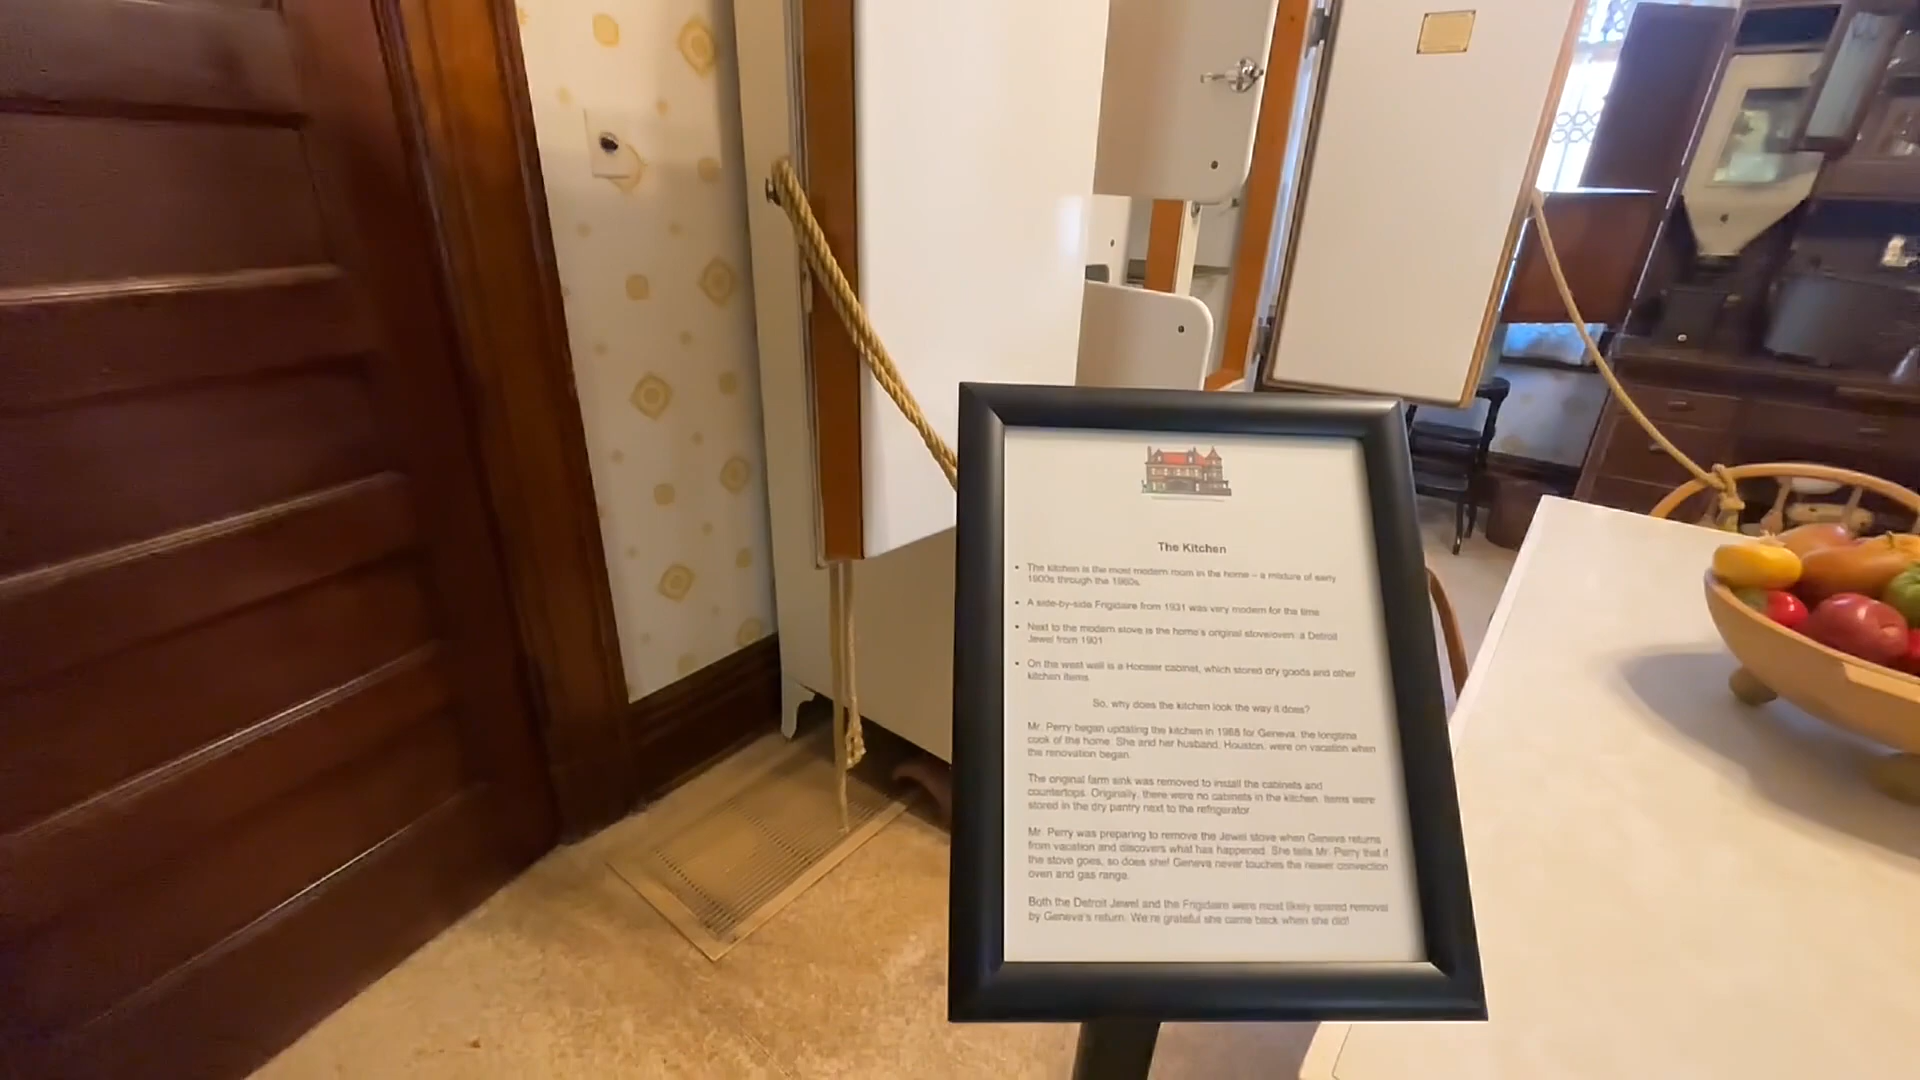 The Kitchen
• The kitchen is the most modern room in the home – a mixture of early
1900s through the 1960s.
• A side-by-side Frigidaire from 1931 was very modern for the time.
• Next to the modern stove is the home's original stove/oven: a Detroit
Jewel from 1901
• On the west wall is a Hoosier cabinet, which stored dry goods and other
kitchen items.
So, why does the kitchen look the way it does?
Mr. Perry began updating the kitchen in 1968 for Geneva, the longtime
cook of the home. She and her husband, Houston, were on vacation when
the renovation began.
The original farm sink was removed to install the cabinets and
countertops. Originally, there were no cabinets in the kitchen. Items were
stored in the dry pantry next to the refrigerator.
Mr. Perry was preparing to remove the Jewel stove when Geneva returns
from vacation and discovers what has happened. She tells Mr. Perry that if
the stove goes, so does she! Geneva never touches the newer convection
oven and gas range.
Both the Detroit Jewel and the Frigidaire were most likely spared removal
by Geneva's return. We're grateful she came back when she did!